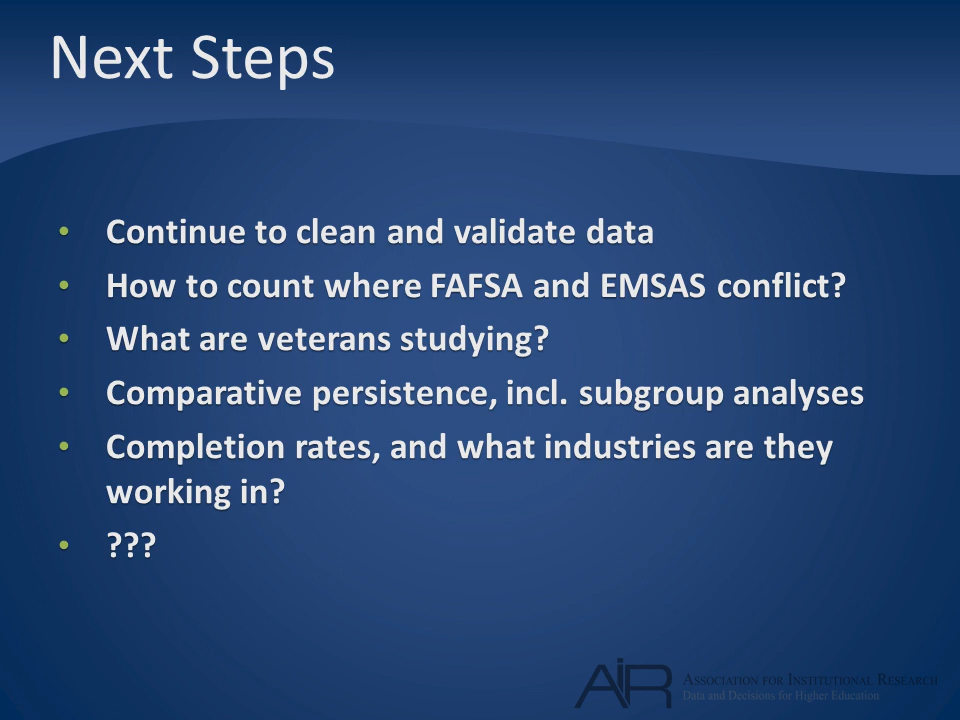 Next Steps
• Continue to clean and validate data
• How to count where FAFSA and EMSAS conflict?
• What are veterans studying?
• Comparative persistence, incl. subgroup analyses
• Completion rates, and what industries are they
working in?
• ???
AIR
Association for Institutional Research
Data and Decisions for Higher Education